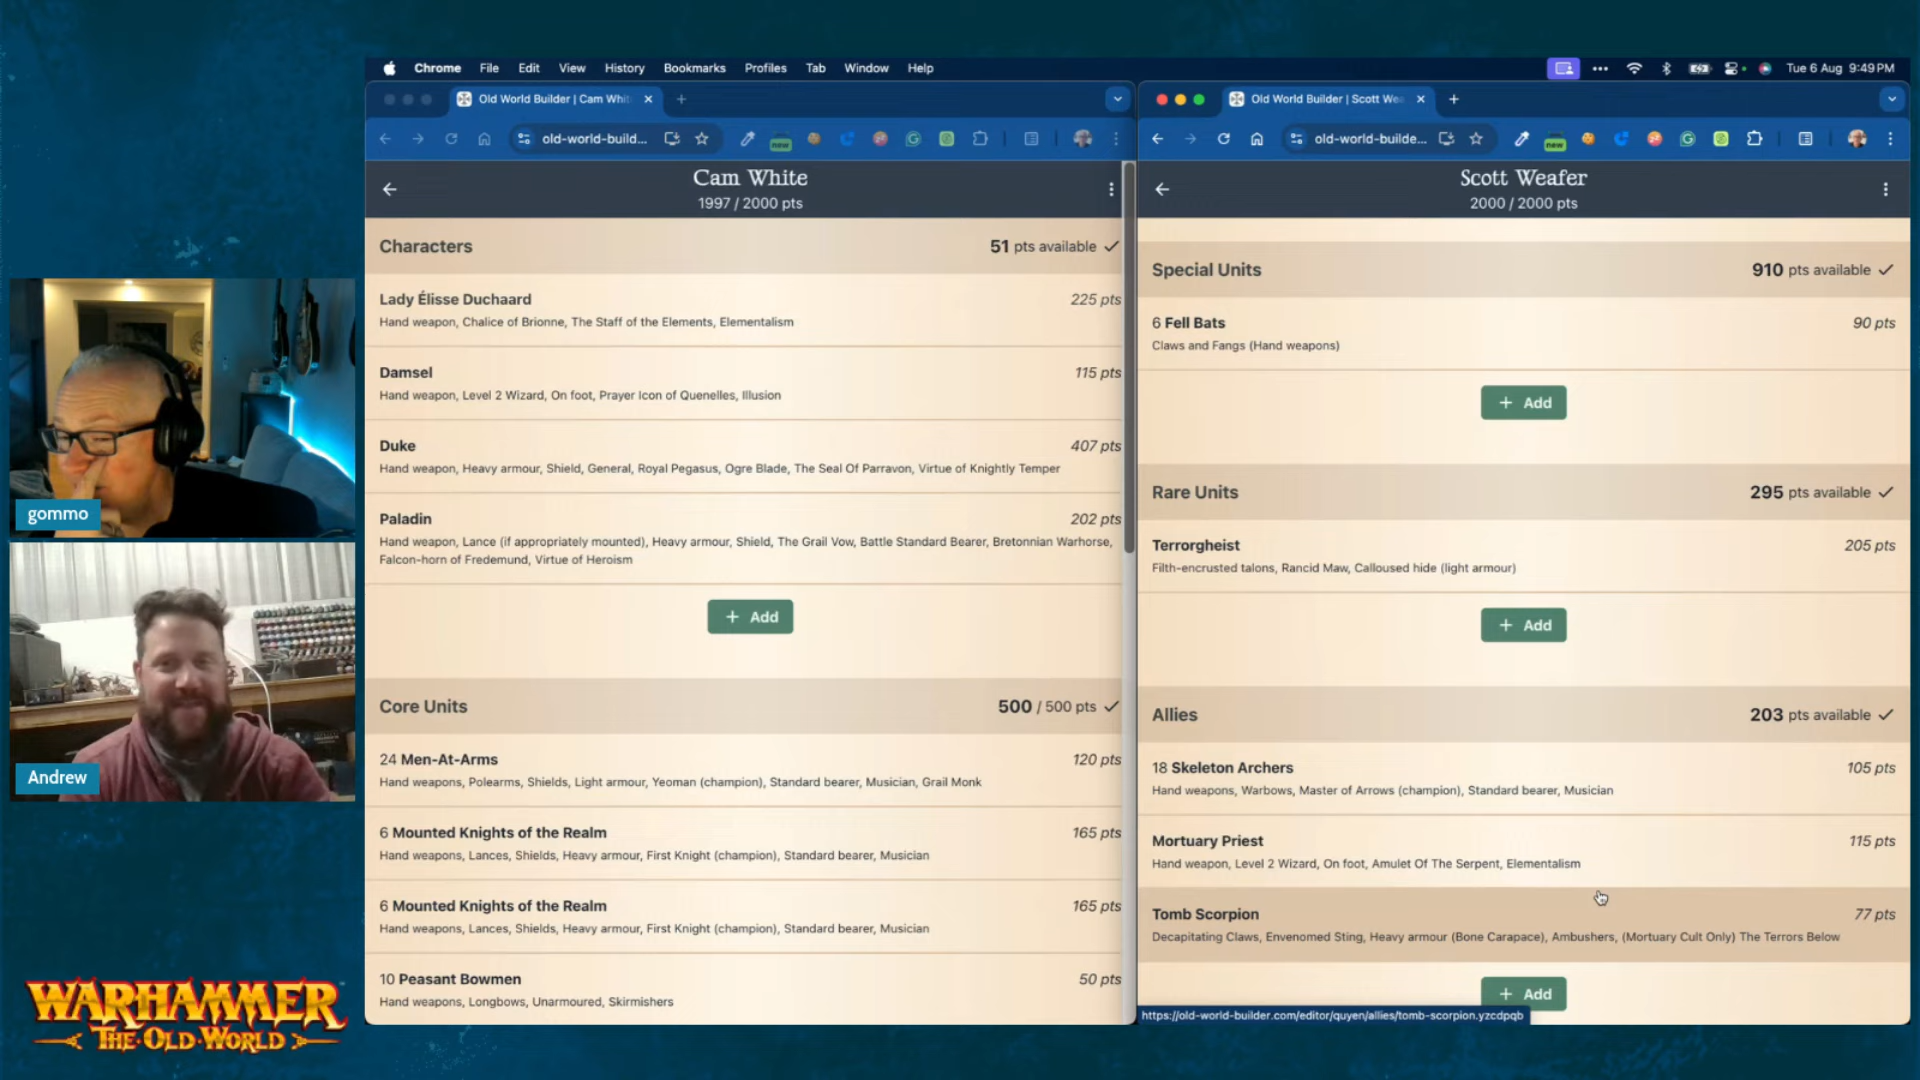 Chrome File Edit View History Bookmarks Profiles Tab Window Help
Tue 6 Aug 9:49 PM
Old World Builder | Cam Whit
old-world-build...
new
Cam White
1997 / 2000 pts
Characters
51 pts available
Lady Élisse Duchaard
225 pts
Hand weapon, Chalice of Brionne, The Staff of the Elements, Elementalism
Damsel
115 pts
Hand weapon, Level 2 Wizard, On foot, Prayer Icon of Quenelles, Illusion
Duke
407 pts
Hand weapon, Heavy armour, Shield, General, Royal Pegasus, Ogre Blade, The Seal Of Parravon, Virtue of Knightly Temper
Paladin
202 pts
Hand weapon, Lance (if appropriately mounted), Heavy armour, Shield, The Grail Vow, Battle Standard Bearer, Bretonnian Warhorse,
Falcon-horn of Fredemund, Virtue of Heroism
+ Add
Core Units
500 / 500 pts
24 Men-At-Arms
120 pts
Hand weapons, Polearms, Shields, Light armour, Yeoman (champion), Standard bearer, Musician, Grail Monk
6 Mounted Knights of the Realm
165 pts
Hand weapons, Lances, Shields, Heavy armour, First Knight (champion), Standard bearer, Musician
6 Mounted Knights of the Realm
165 pts
Hand weapons, Lances, Shields, Heavy armour, First Knight (champion), Standard bearer, Musician
10 Peasant Bowmen
50 pts
Hand weapons, Longbows, Unarmoured, Skirmishers
Old World Builder | Scott Wea
old-world-builde...
new
Scott Weafer
2000 / 2000 pts
Special Units
910 pts available
6 Fell Bats
90 pts
Claws and Fangs (Hand weapons)
+ Add
Rare Units
295 pts available
Terrorgheist
205 pts
Filth-encrusted talons, Rancid Maw, Calloused hide (light armour)
+ Add
Allies
203 pts available
18 Skeleton Archers
105 pts
Hand weapons, Warbows, Master of Arrows (champion), Standard bearer, Musician
Mortuary Priest
115 pts
Hand weapon, Level 2 Wizard, On foot, Amulet Of The Serpent, Elementalism
Tomb Scorpion
77 pts
Decapitating Claws, Envenomed Sting, Heavy armour (Bone Carapace), Ambushers, (Mortuary Cult Only) The Terrors Below
+ Add
https://old-world-builder.com/editor/quyen/allies/tomb-scorpion.yzcdpqb
gommo
Andrew
WARHAMMER
THE·OLD·WORLD